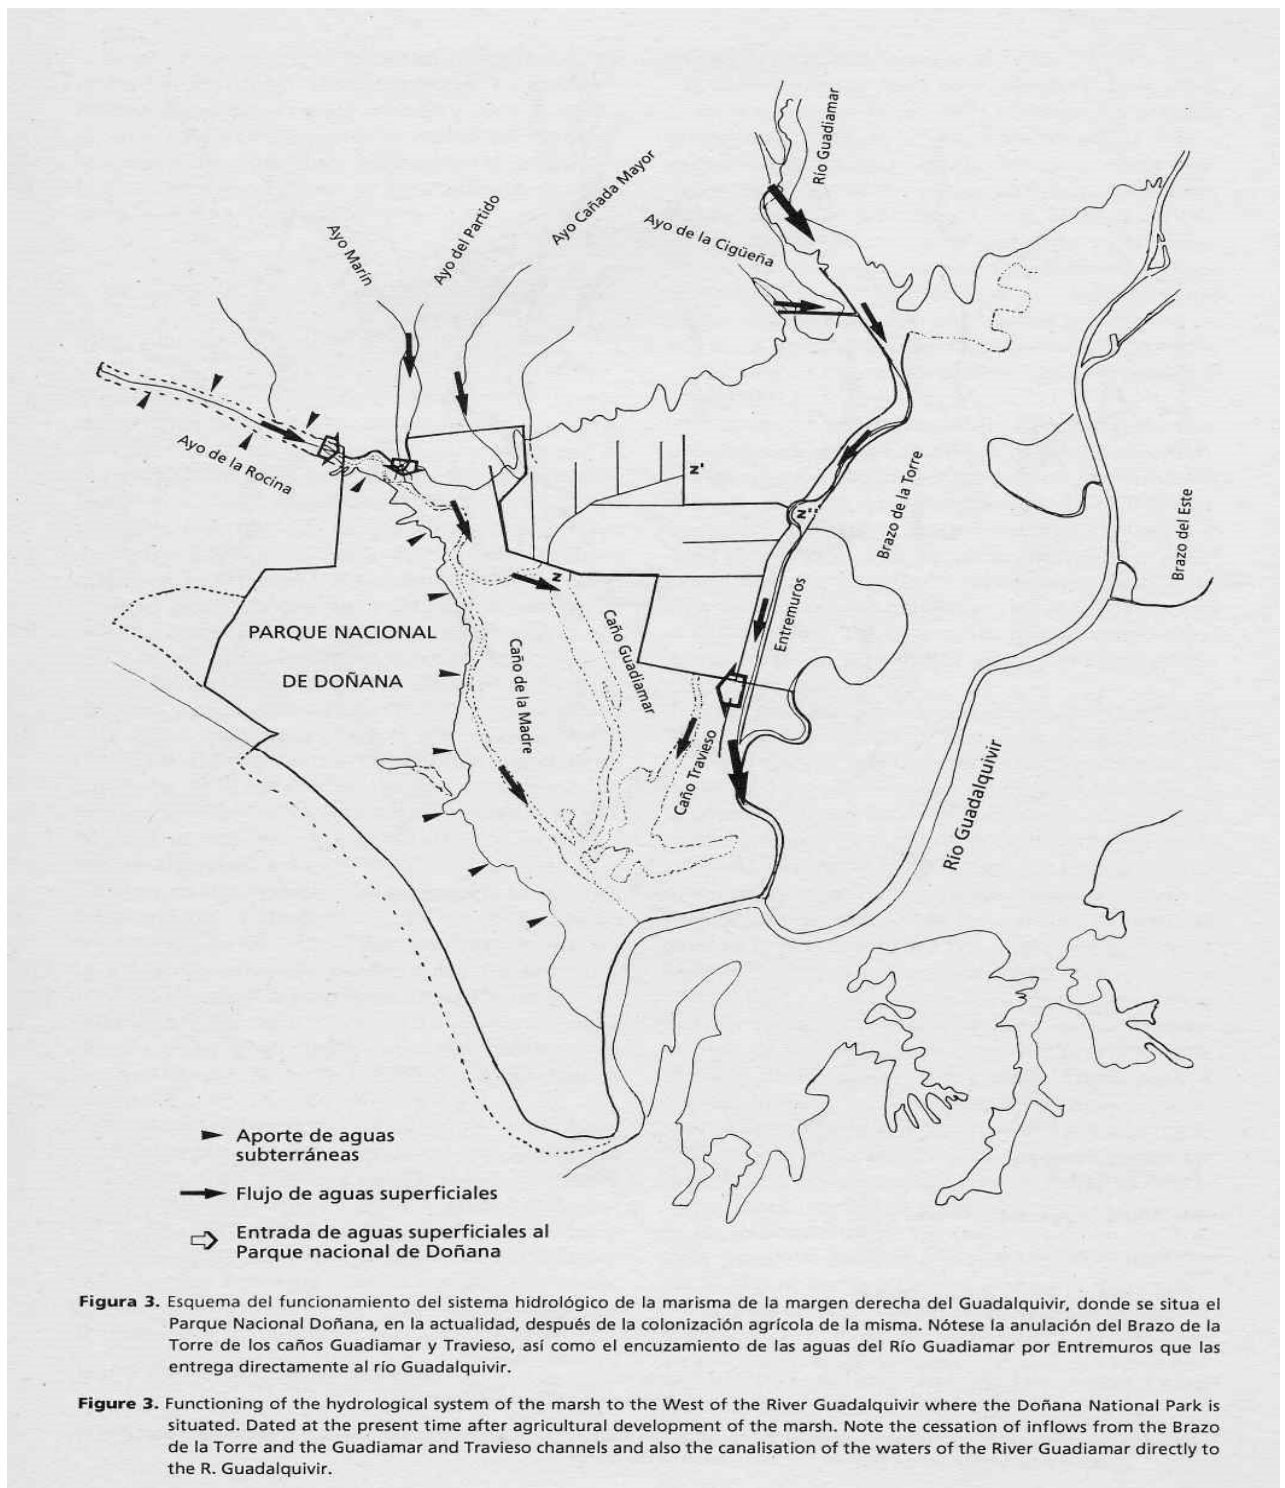 Río Guadiamar
Ayo Cañada Mayor
Ayo del Partido
Ayo Marín
Ayo de la Cigüeña
Ayo de la Rocina
N'
N''
Brazo de la Torre
Brazo del Este
N
Entremuros
Caño Guadiamar
PARQUE NACIONAL
DE DOÑANA
Caño de la Madre
Caño Travieso
Río Guadalquivir
Aporte de aguas
subterráneas
Flujo de aguas superficiales
Entrada de aguas superficiales al
Parque nacional de Doñana
Figura 3. Esquema del funcionamiento del sistema hidrológico de la marisma de la margen derecha del Guadalquivir, donde se situa el
Parque Nacional Doñana, en la actualidad, después de la colonización agrícola de la misma. Nótese la anulación del Brazo de la
Torre de los caños Guadiamar y Travieso, así como el encuzamiento de las aguas del Río Guadiamar por Entremuros que las
entrega directamente al río Guadalquivir.
Figure 3. Functioning of the hydrological system of the marsh to the West of the River Guadalquivir where the Doñana National Park is
situated. Dated at the present time after agricultural development of the marsh. Note the cessation of inflows from the Brazo
de la Torre and the Guadiamar and Travieso channels and also the canalisation of the waters of the River Guadiamar directly to
the R. Guadalquivir.